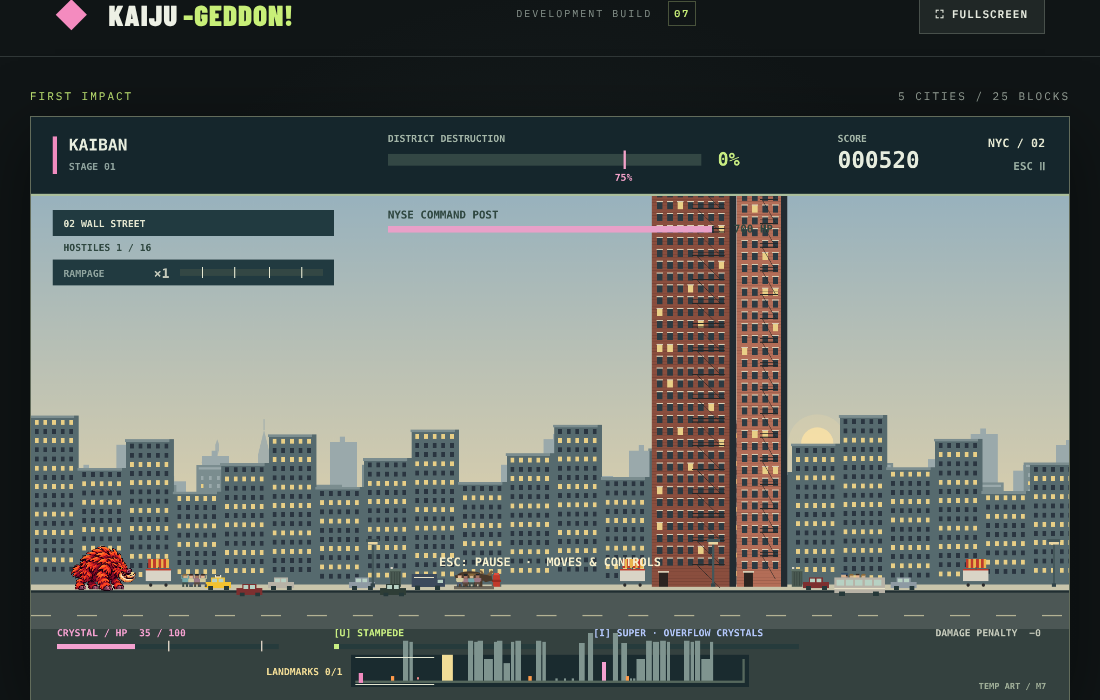 KAIJU-GEDDON!
DEVELOPMENT BUILD 07
FULLSCREEN
FIRST IMPACT
5 CITIES / 25 BLOCKS
KAIBAN
STAGE 01
DISTRICT DESTRUCTION
0%
75%
SCORE
000520
NYC / 02
ESC II
02 WALL STREET
HOSTILES 1 / 16
RAMPAGE ×1
NYSE COMMAND POST
ESC: PAUSE · MOVES & CONTROLS
CRYSTAL / HP 35 / 100
[U] STAMPEDE
[I] SUPER · OVERFLOW CRYSTALS
DAMAGE PENALTY −0
LANDMARKS 0/1
TEMP ART / M7